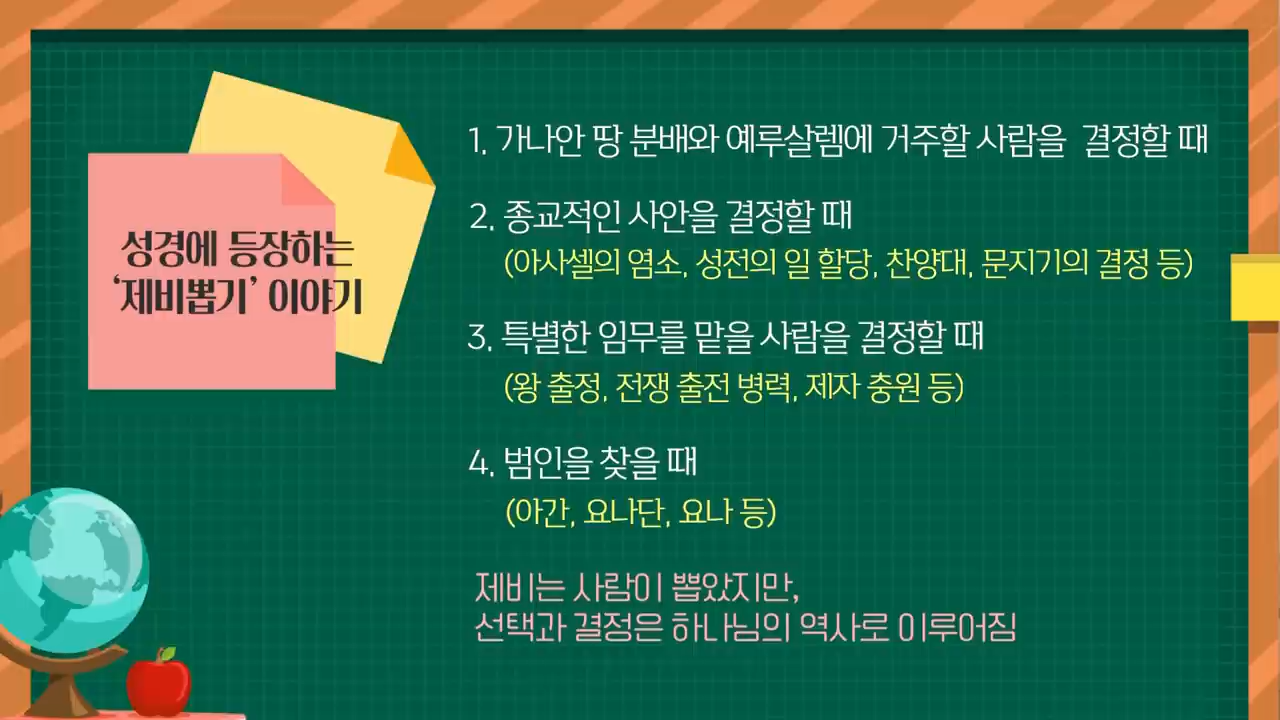 성경에 등장하는
‘제비뽑기’ 이야기
1. 가나안 땅 분배와 예루살렘에 거주할 사람을 결정할 때
2. 종교적인 사안을 결정할 때
(아사셀의 염소, 성전의 일 할당, 찬양대, 문지기의 결정 등)
3. 특별한 임무를 맡을 사람을 결정할 때
(왕 출정, 전쟁 출전 병력, 제자 충원 등)
4. 범인을 찾을 때
(아간, 요나단, 요나 등)
제비는 사람이 뽑았지만,
선택과 결정은 하나님의 역사로 이루어짐